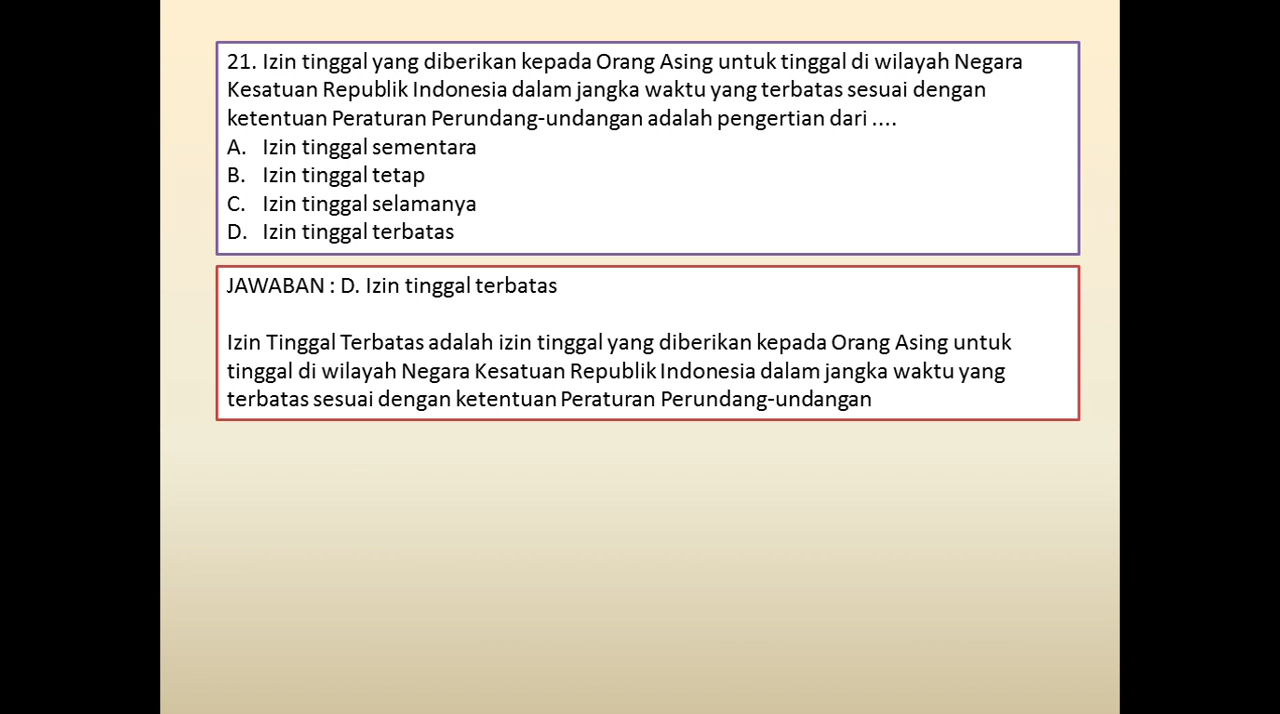 21. Izin tinggal yang diberikan kepada Orang Asing untuk tinggal di wilayah Negara
Kesatuan Republik Indonesia dalam jangka waktu yang terbatas sesuai dengan
ketentuan Peraturan Perundang-undangan adalah pengertian dari ....
A. Izin tinggal sementara
B. Izin tinggal tetap
C. Izin tinggal selamanya
D. Izin tinggal terbatas
JAWABAN : D. Izin tinggal terbatas
Izin Tinggal Terbatas adalah izin tinggal yang diberikan kepada Orang Asing untuk
tinggal di wilayah Negara Kesatuan Republik Indonesia dalam jangka waktu yang
terbatas sesuai dengan ketentuan Peraturan Perundang-undangan